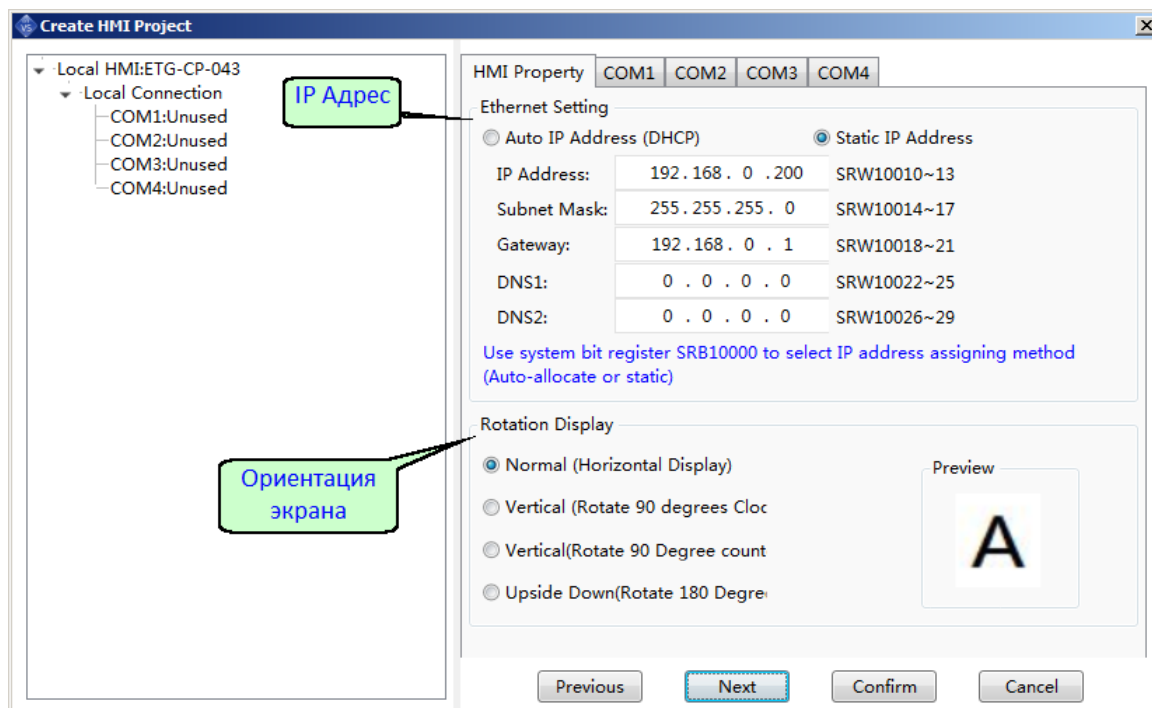 Create HMI Project
Local HMI:ETG-CP-043
Local Connection
COM1:Unused
COM2:Unused
COM3:Unused
COM4:Unused
IP Адрес
Ориентация
экрана
HMI Property COM1 COM2 COM3 COM4
Ethernet Setting
Auto IP Address (DHCP) Static IP Address
IP Address: 192.168. 0 .200 SRW10010~13
Subnet Mask: 255.255.255. 0 SRW10014~17
Gateway: 192.168. 0 . 1 SRW10018~21
DNS1: 0 . 0 . 0 . 0 SRW10022~25
DNS2: 0 . 0 . 0 . 0 SRW10026~29
Use system bit register SRB10000 to select IP address assigning method
(Auto-allocate or static)
Rotation Display
Normal (Horizontal Display)
Vertical (Rotate 90 degrees Cloc
Vertical(Rotate 90 Degree count
Upside Down(Rotate 180 Degre
Preview
A
Previous Next Confirm Cancel